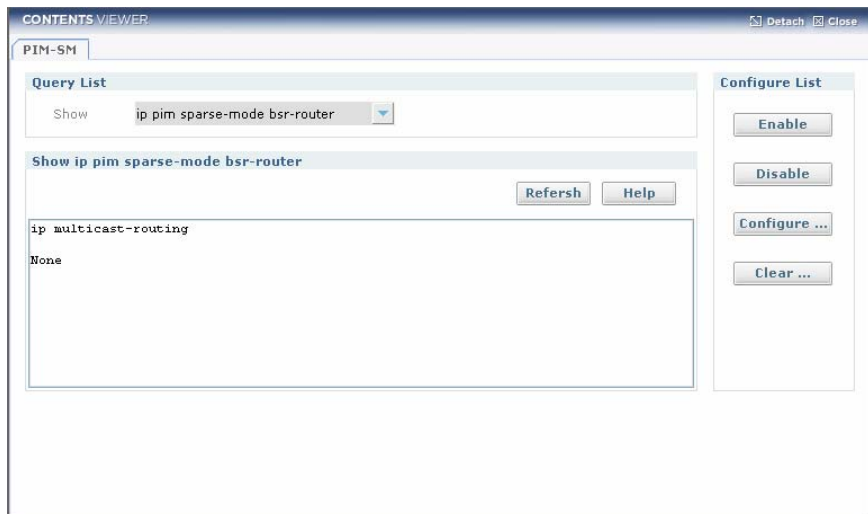 CONTENTS VIEWER
Detach Close
PIM-SM
Query List
Show ip pim sparse-mode bsr-router
Show ip pim sparse-mode bsr-router
Refersh Help
ip multicast-routing
None
Configure List
Enable
Disable
Configure ...
Clear ...